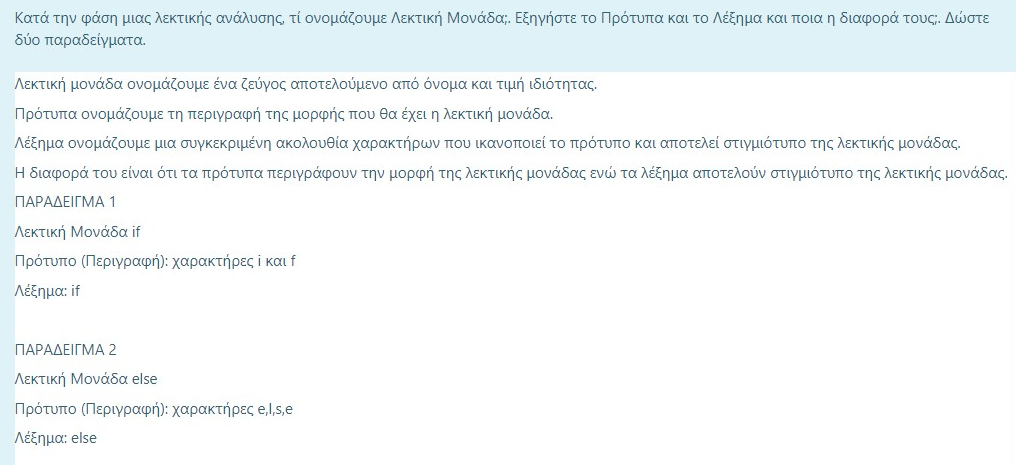 Κατά την φάση μιας λεκτικής ανάλυσης, τί ονομάζουμε Λεκτική Μονάδα;. Εξηγήστε το Πρότυπα και το Λέξημα και ποια η διαφορά τους;. Δώστε
δύο παραδείγματα.
Λεκτική μονάδα ονομάζουμε ένα ζεύγος αποτελούμενο από όνομα και τιμή ιδιότητας.
Πρότυπα ονομάζουμε τη περιγραφή της μορφής που θα έχει η λεκτική μονάδα.
Λέξημα ονομάζουμε μια συγκεκριμένη ακολουθία χαρακτήρων που ικανοποιεί το πρότυπο και αποτελεί στιγμιότυπο της λεκτικής μονάδας.
Η διαφορά του είναι ότι τα πρότυπα περιγράφουν την μορφή της λεκτικής μονάδας ενώ τα λέξημα αποτελούν στιγμιότυπο της λεκτικής μονάδας.
ΠΑΡΑΔΕΙΓΜΑ 1
Λεκτική Μονάδα if
Πρότυπο (Περιγραφή): χαρακτήρες i και f
Λέξημα: if
ΠΑΡΑΔΕΙΓΜΑ 2
Λεκτική Μονάδα else
Πρότυπο (Περιγραφή): χαρακτήρες e,l,s,e
Λέξημα: else